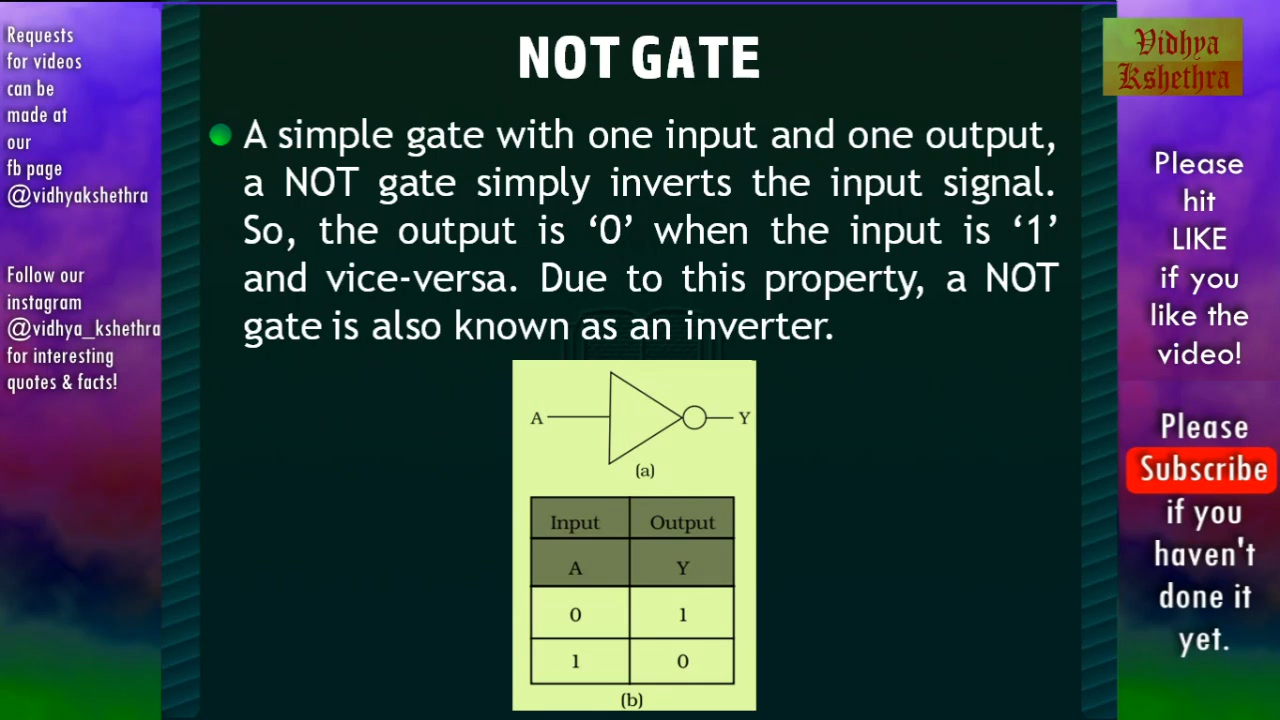 Requests
for videos
can be
made at
our
fb page
@vidhyakshethra
Follow our
instagram
@vidhya_kshethra
for interesting
quotes & facts!
NOT GATE
A simple gate with one input and one output,
a NOT gate simply inverts the input signal.
So, the output is ‘0’ when the input is ‘1’
and vice-versa. Due to this property, a NOT
gate is also known as an inverter.
A Y
(a)
Input Output
A Y
0 1
1 0
(b)
Vidhya
Kshethra
Please
hit
LIKE
if you
like the
video!
Please
Subscribe
if you
haven't
done it
yet.